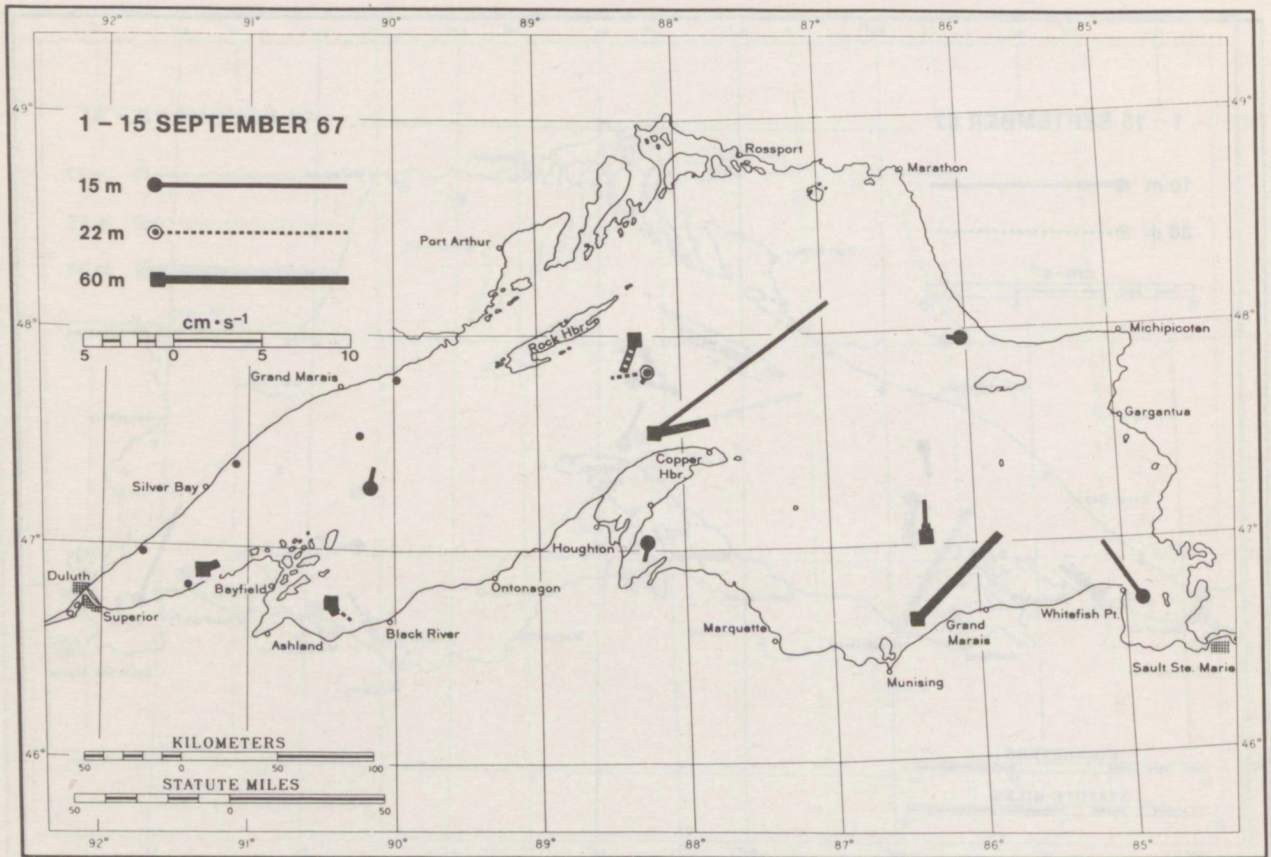 92° 91° 90° 89° 88° 87° 86° 85°
49° 49°
1 – 15 SEPTEMBER 67
15 m
22 m
60 m
cm·s⁻¹
5 0 5 10
Rossport
Marathon
Port Arthur
48° 48°
Rock Hbr.
Michipicoten
Grand Marais
Gargantua
Copper
Hbr.
Silver Bay
47° 47°
Houghton
Duluth
Superior
Bayfield
Ashland
Ontonagon
Black River
Marquette
Munising
Grand
Marais
Whitefish Pt.
Sault Ste. Marie
46° 46°
KILOMETERS
50 0 50 100
STATUTE MILES
50 0 50
92° 91° 90° 89° 88° 87° 86° 85°